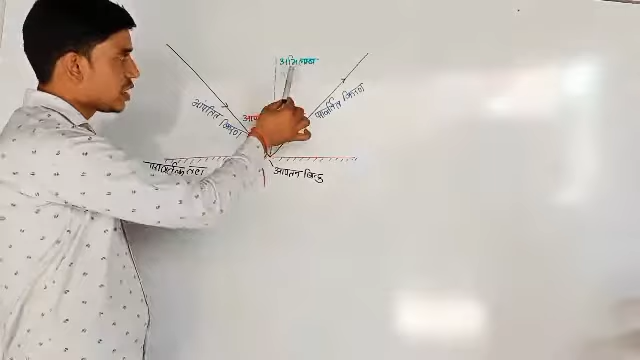 अभिलम्ब
आपतित किरण
परावर्तित किरण
परावर्तक तल
आपतन बिन्दु